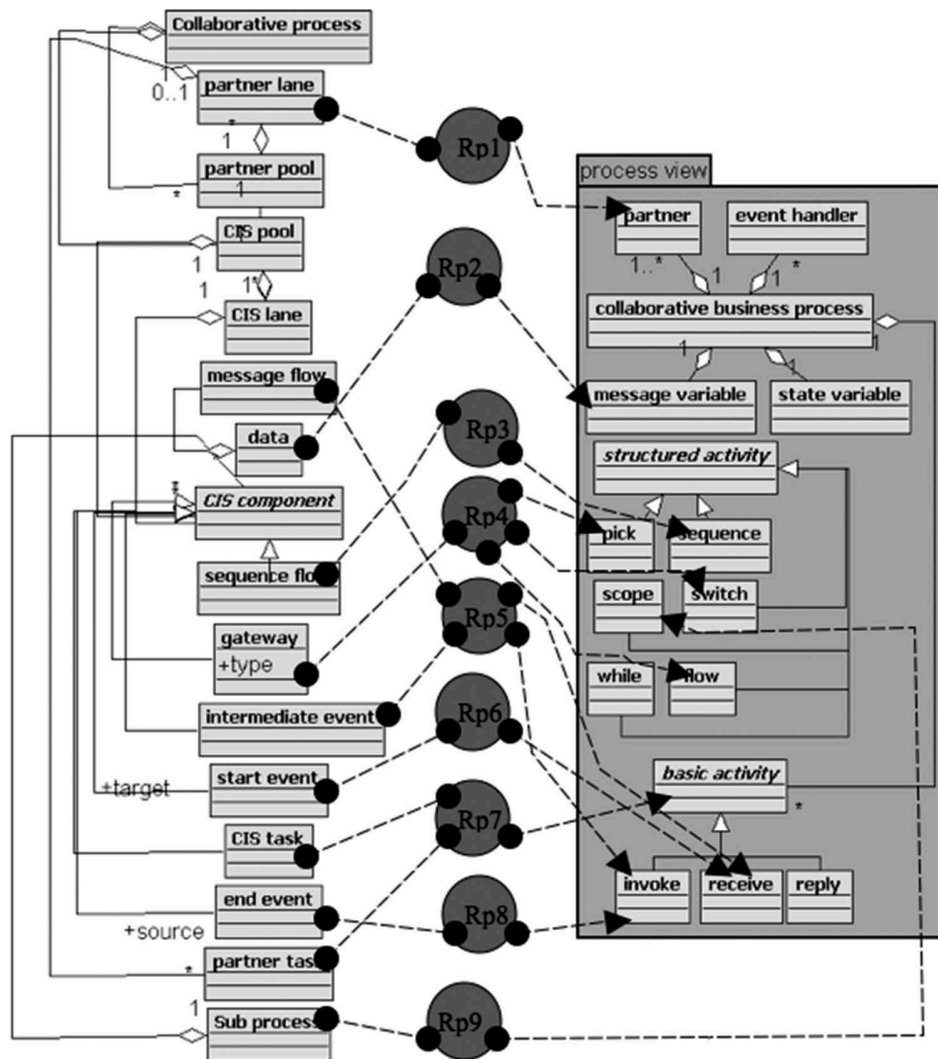 Collaborative process
1
0..1
partner lane
*
1
Rp1
partner pool
1
*
process view
partner
event handler
CIS pool
1..*
1
*
1
1
1*
Rp2
CIS lane
collaborative business process
1
1
1
message flow
message variable
state variable
data
Rp3
structured activity
*
CIS component
Rp4
pick
sequence
sequence flow
scope
switch
Rp5
gateway
+type
while
flow
intermediate event
Rp6
start event
basic activity
+target
*
Rp7
CIS task
invoke
receive
reply
end event
Rp8
+source
partner task
*
1
Sub process
Rp9